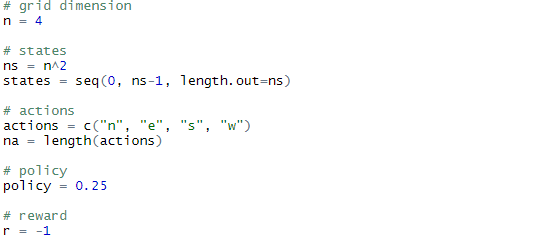 # grid dimension
n = 4
# states
ns = n^2
states = seq(0, ns-1, length.out=ns)
# actions
actions = c("n", "e", "s", "w")
na = length(actions)
# policy
policy = 0.25
# reward
r = -1